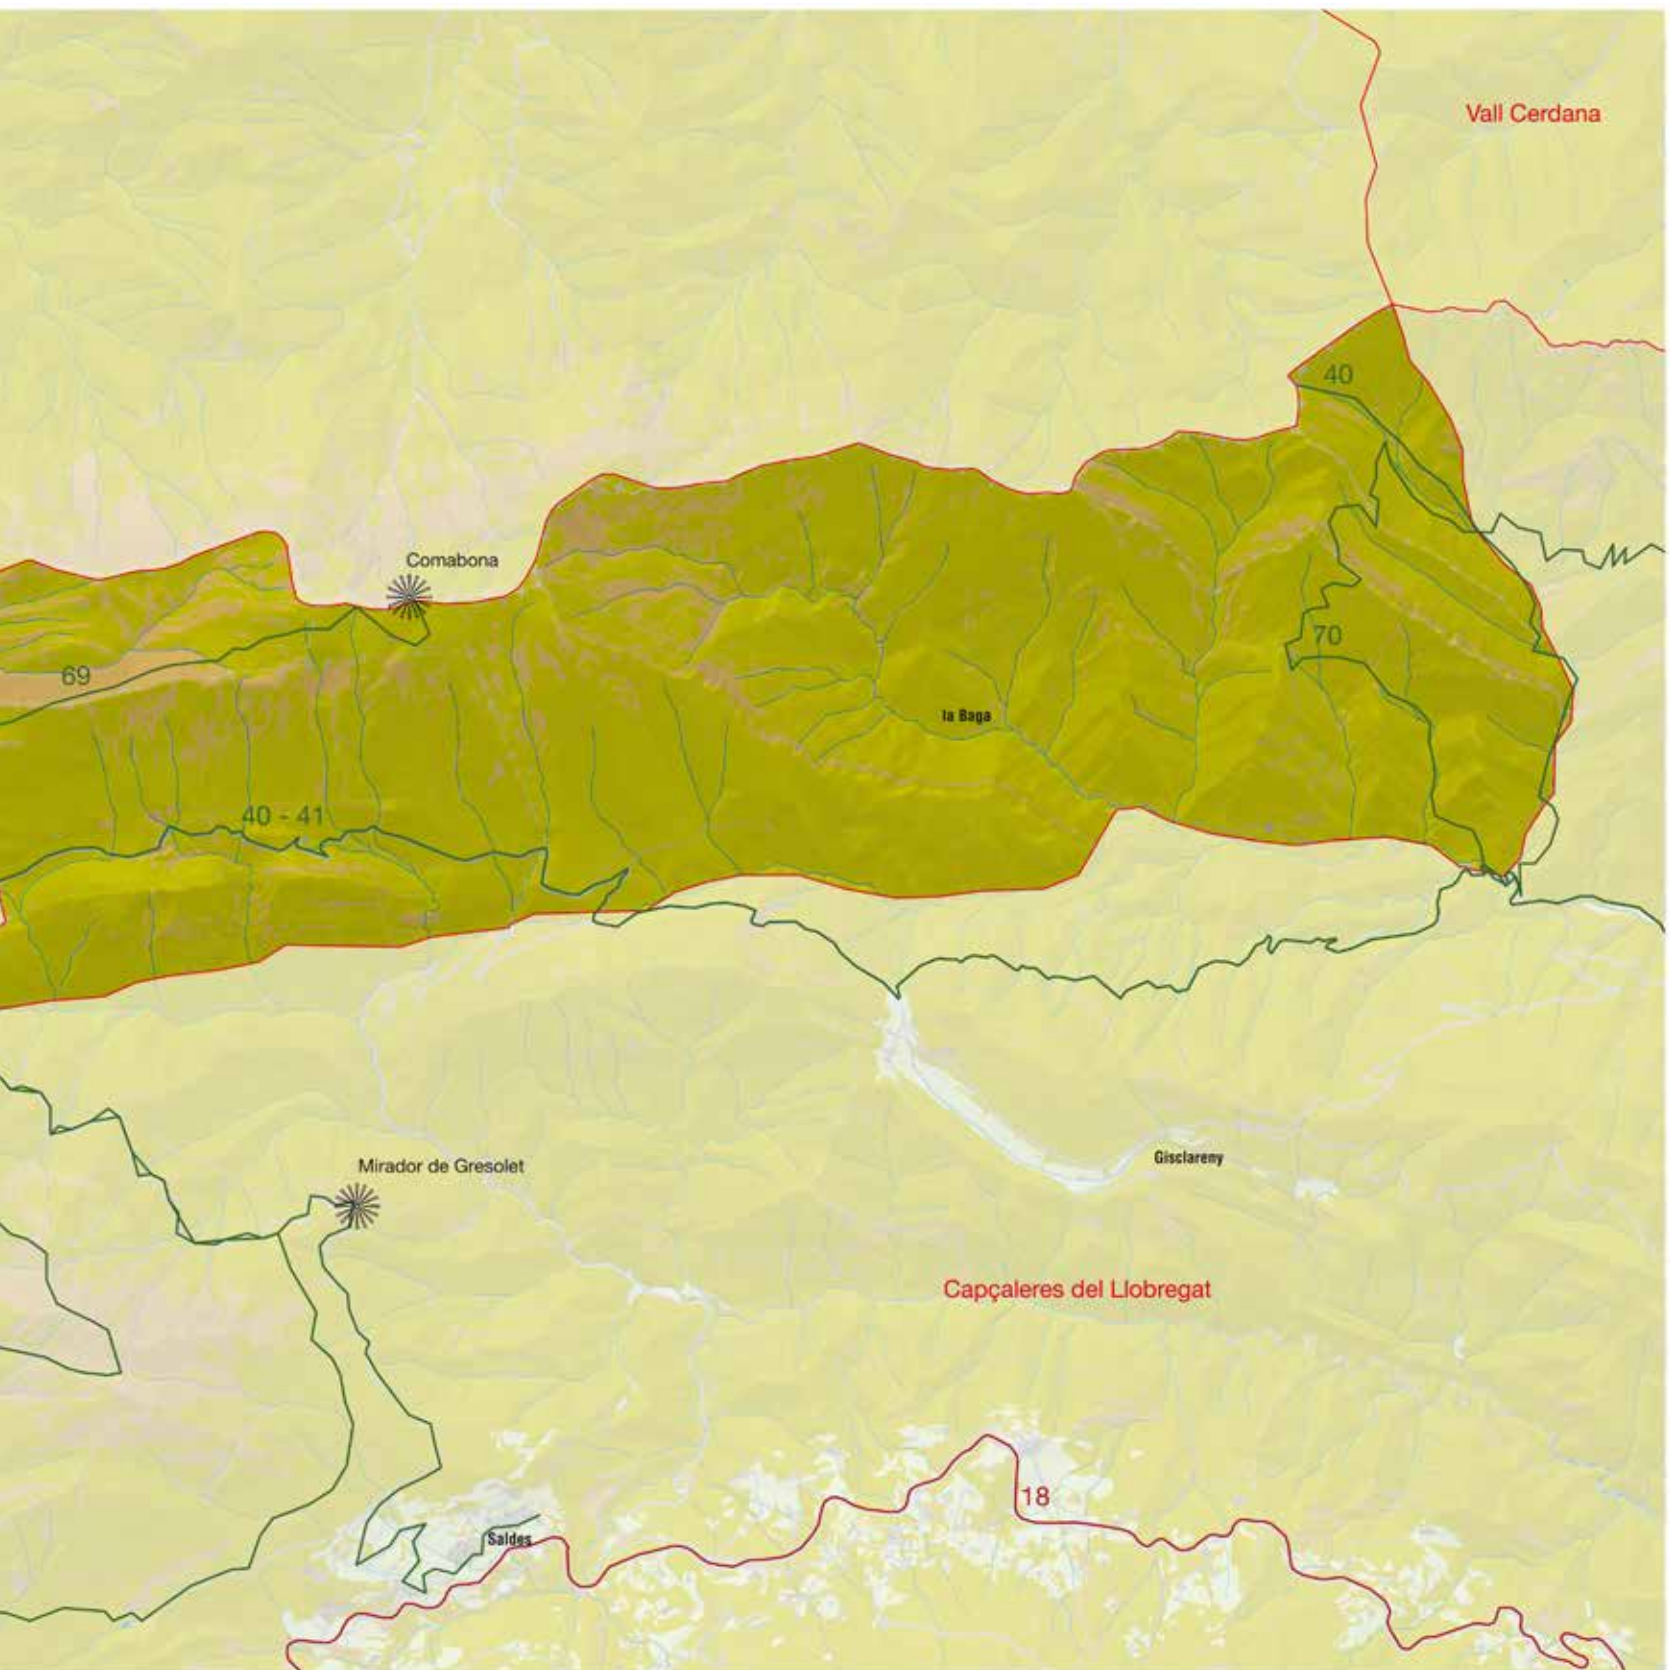 Vall Cerdana
40
Comabona
70
69
la Baga
40 - 41
Gisclareny
Mirador de Gresolet
Capçaleres del Llobregat
18
Saldes